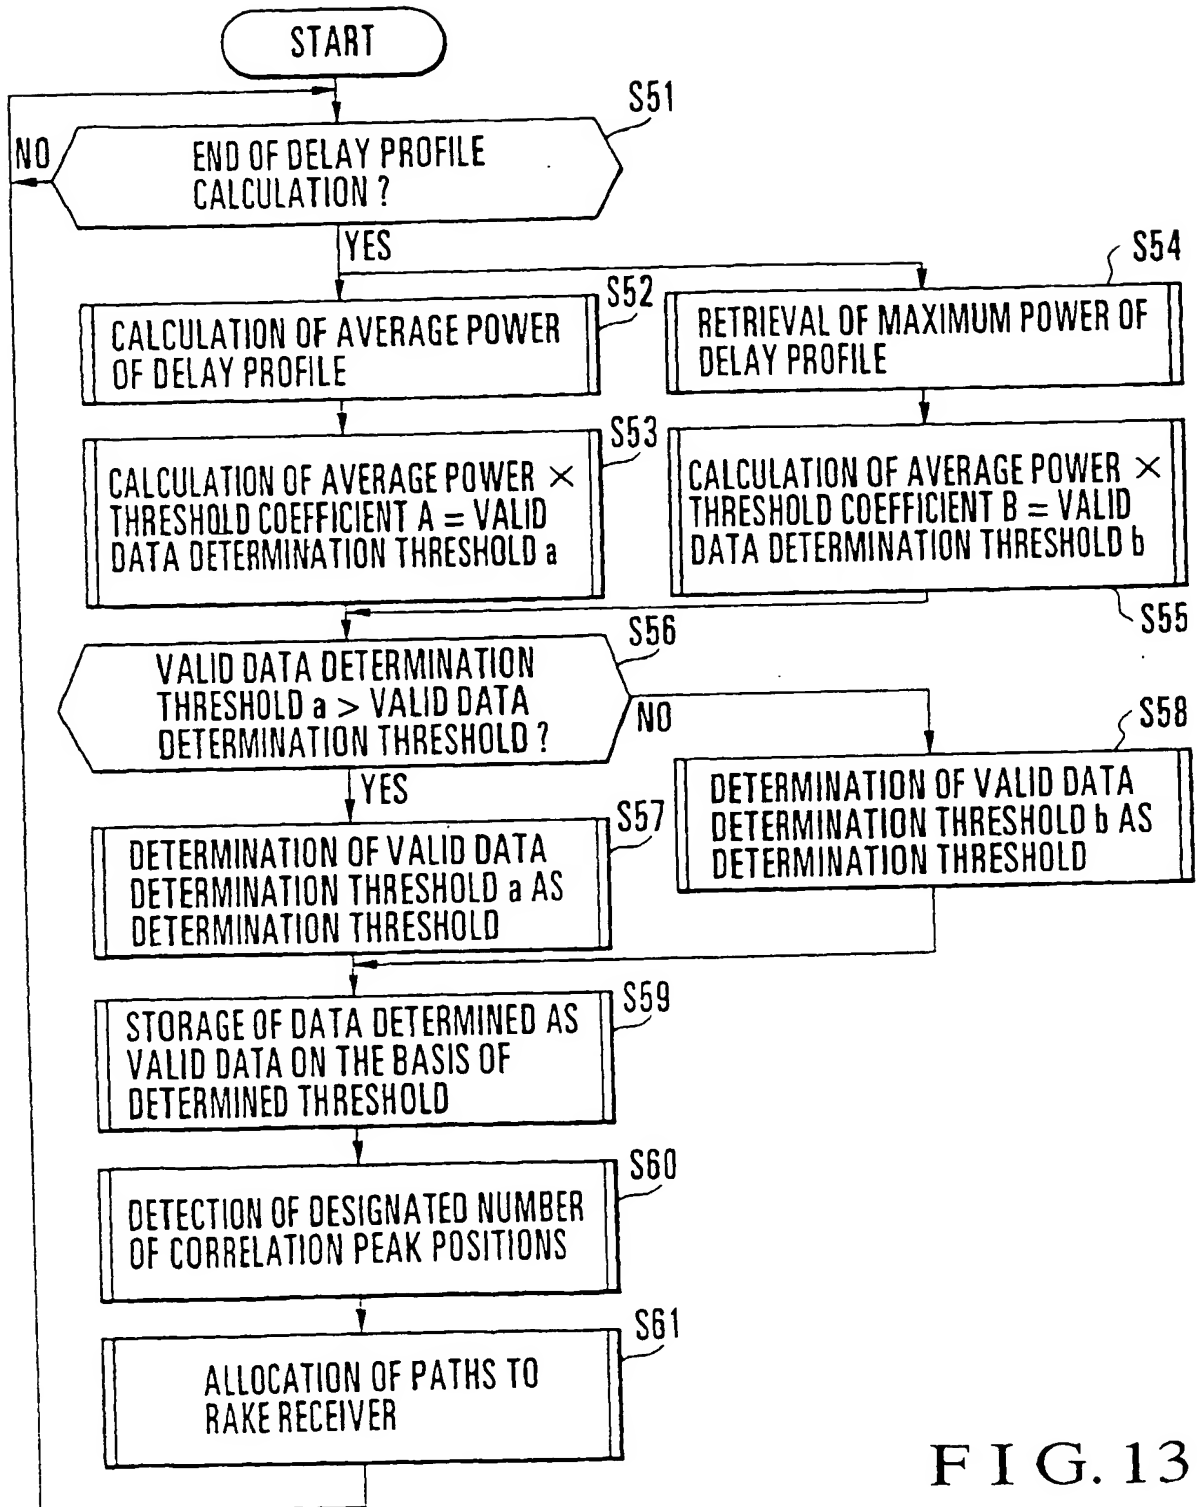 START
S51
NO
END OF DELAY PROFILE
CALCULATION ?
YES
S54
S52
CALCULATION OF AVERAGE POWER
OF DELAY PROFILE
RETRIEVAL OF MAXIMUM POWER OF
DELAY PROFILE
S53
CALCULATION OF AVERAGE POWER ×
THRESHOLD COEFFICIENT A = VALID
DATA DETERMINATION THRESHOLD a
CALCULATION OF AVERAGE POWER ×
THRESHOLD COEFFICIENT B = VALID
DATA DETERMINATION THRESHOLD b
S55
S56
VALID DATA DETERMINATION
THRESHOLD a > VALID DATA
DETERMINATION THRESHOLD ?
NO
YES
S58
DETERMINATION OF VALID DATA
DETERMINATION THRESHOLD b AS
DETERMINATION THRESHOLD
S57
DETERMINATION OF VALID DATA
DETERMINATION THRESHOLD a AS
DETERMINATION THRESHOLD
S59
STORAGE OF DATA DETERMINED AS
VALID DATA ON THE BASIS OF
DETERMINED THRESHOLD
S60
DETECTION OF DESIGNATED NUMBER
OF CORRELATION PEAK POSITIONS
S61
ALLOCATION OF PATHS TO
RAKE RECEIVER
FIG. 13